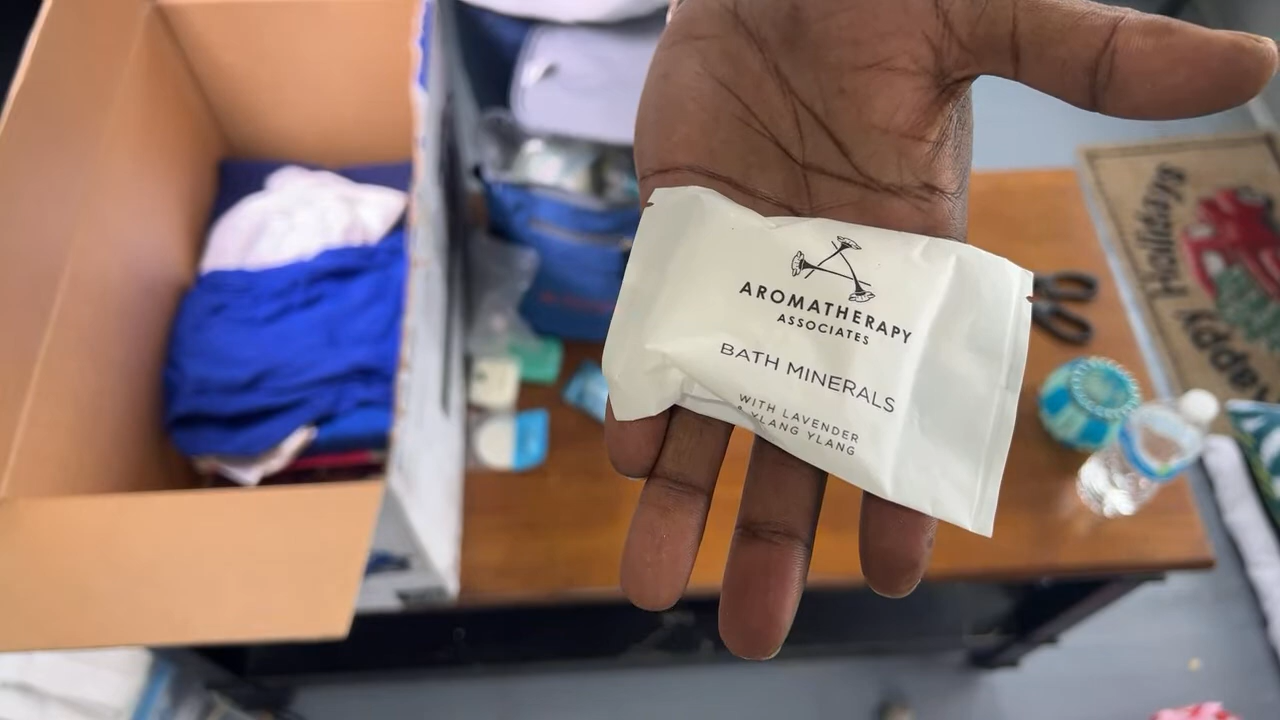 AROMATHERAPY
ASSOCIATES
BATH MINERALS
WITH LAVENDER
& YLANG YLANG
Happy
Holidays